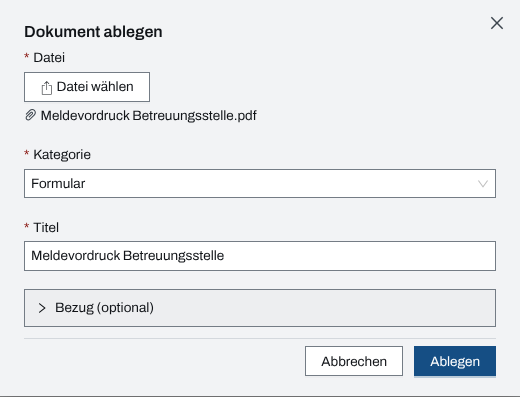 Dokument ablegen
* Datei
Datei wählen
Meldevordruck Betreuungsstelle.pdf
* Kategorie
Formular
* Titel
Meldevordruck Betreuungsstelle
Bezug (optional)
Abbrechen Ablegen